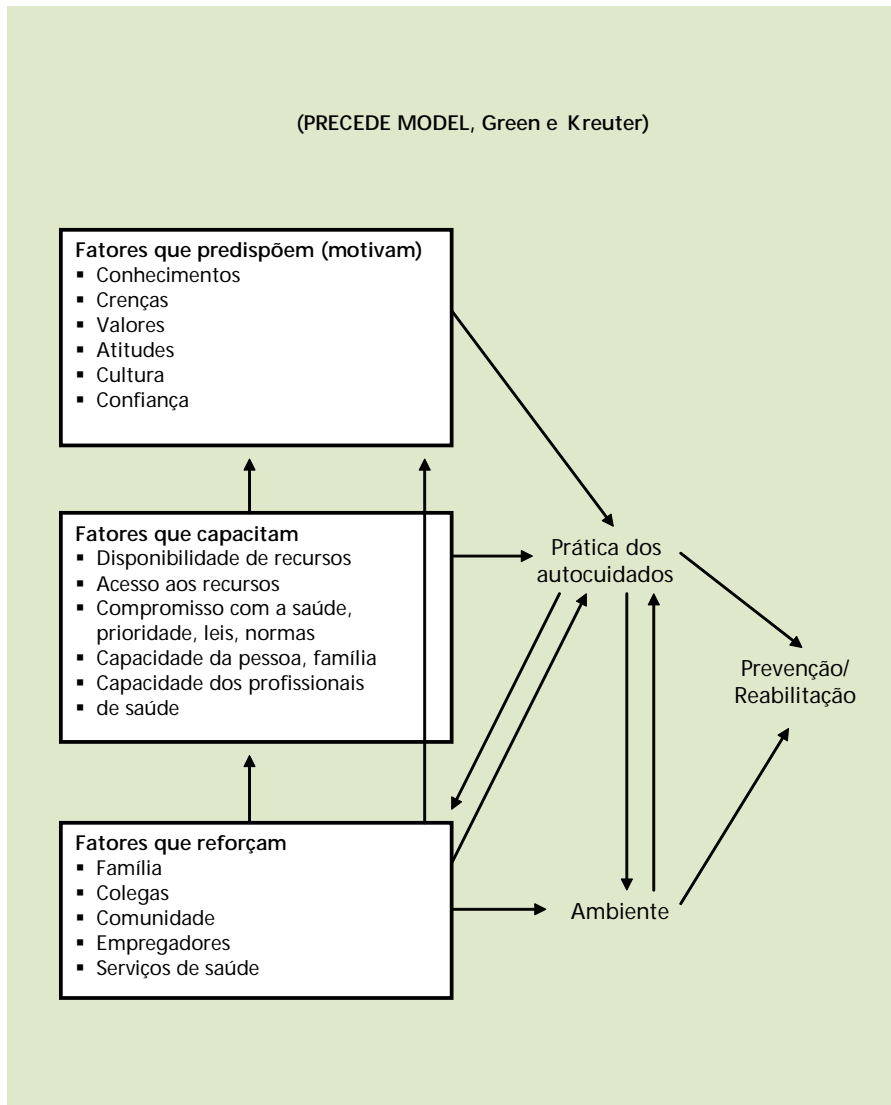 (PRECEDE MODEL, Green e Kreuter)
Fatores que predispõem (motivam)
▪ Conhecimentos
▪ Crenças
▪ Valores
▪ Atitudes
▪ Cultura
▪ Confiança
Fatores que capacitam
▪ Disponibilidade de recursos
▪ Acesso aos recursos
▪ Compromisso com a saúde,
prioridade, leis, normas
▪ Capacidade da pessoa, família
▪ Capacidade dos profissionais
▪ de saúde
Fatores que reforçam
▪ Família
▪ Colegas
▪ Comunidade
▪ Empregadores
▪ Serviços de saúde
Prática dos
autocuidados
Ambiente
Prevenção/
Reabilitação